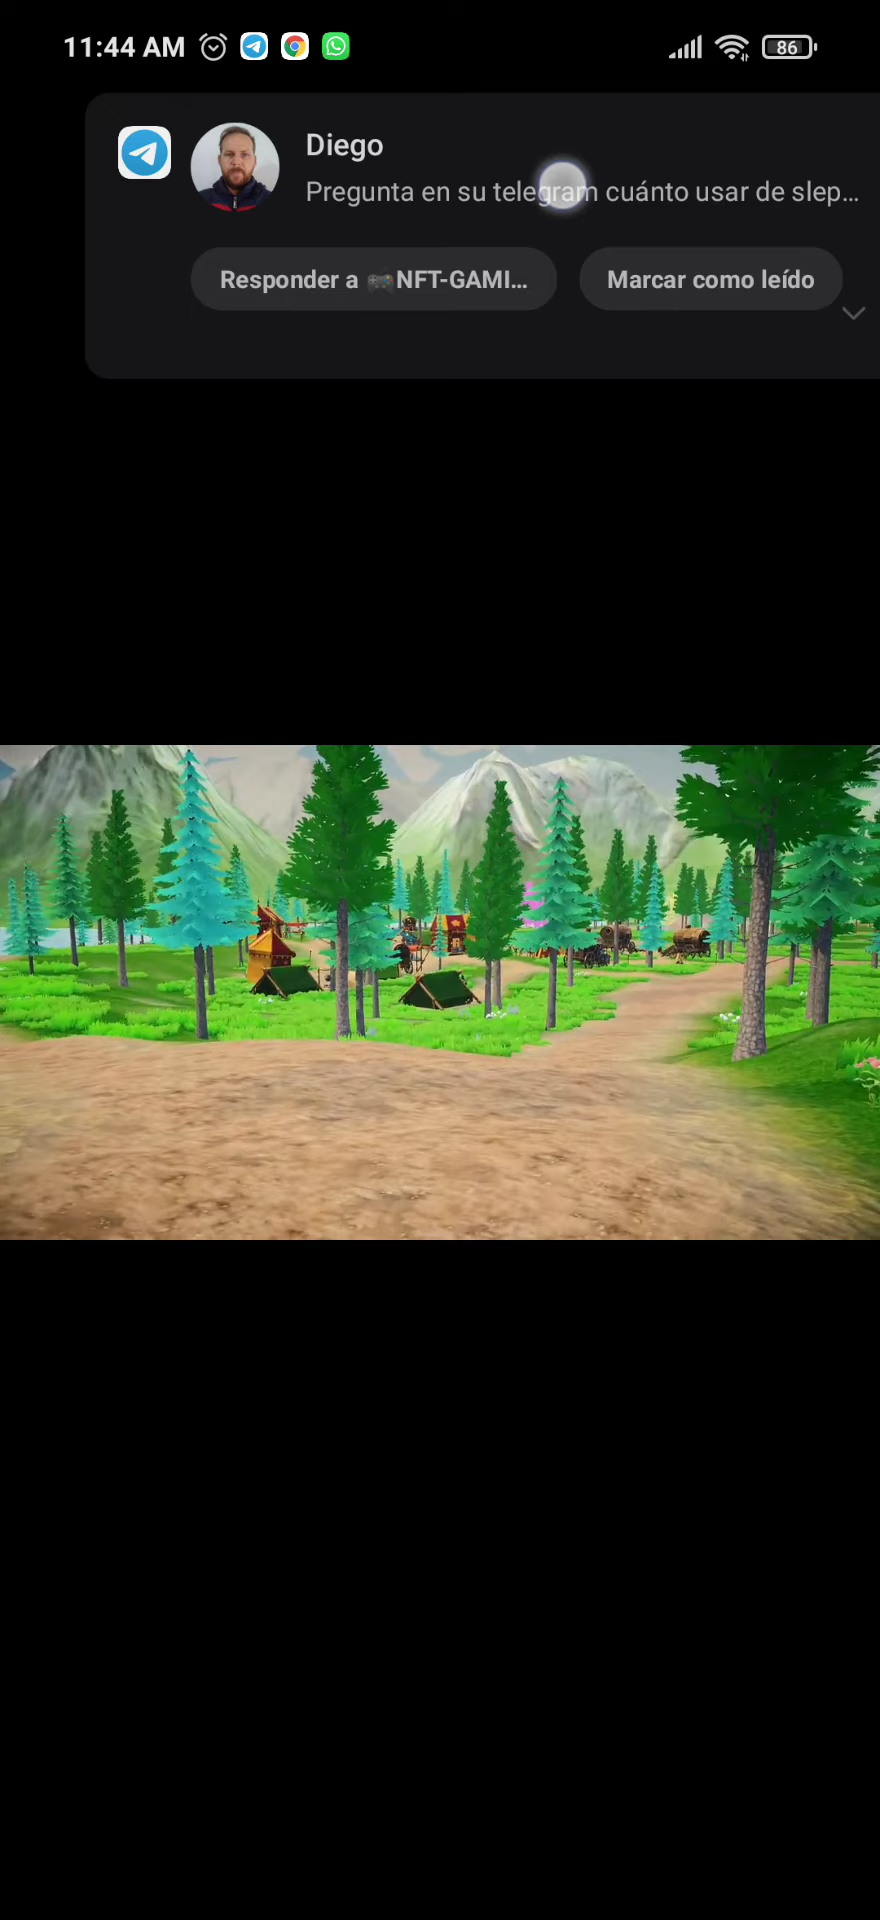 11:44 AM
86
Diego
Pregunta en su telegram cuánto usar de slep...
Responder a 🎮NFT-GAMI...
Marcar como leído